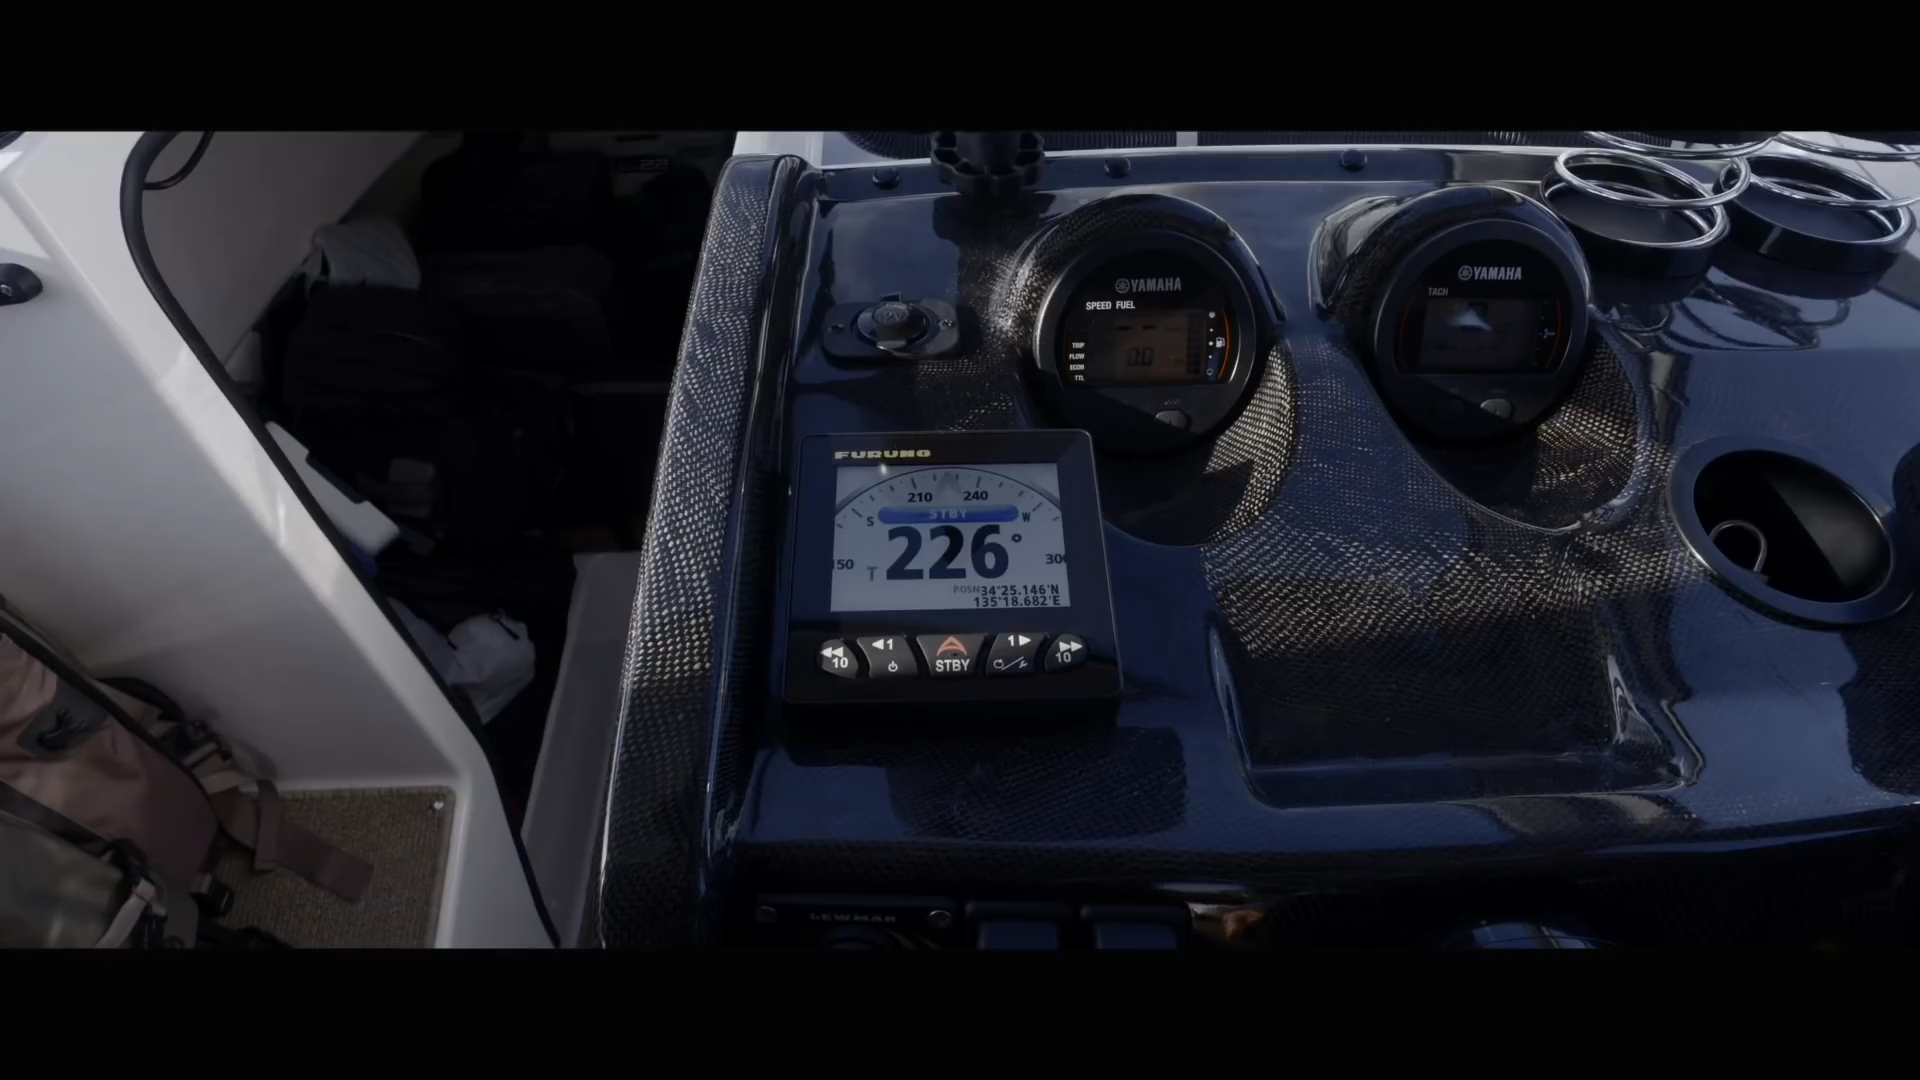 YAMAHA
SPEED FUEL
TRIP
FLOW
ECON
TTL
0.0
YAMAHA
TACH
FURUNO
210 240
S STBY W
150 T 226° 300
POSN 34°25.146'N
135°18.682'E
◀◀ 10
◀1
STBY
1▶
▶▶ 10
LEWMAR